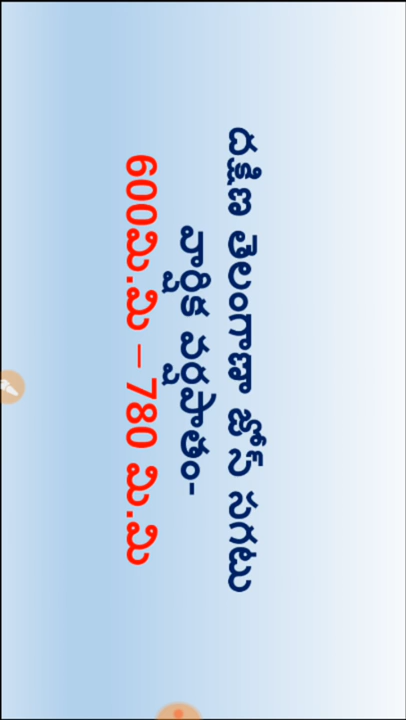 దక్షిణ తెలంగాణా జోన్ సగటు
వార్షిక వర్షపాతం-
600మి.మి – 780 మి.మి